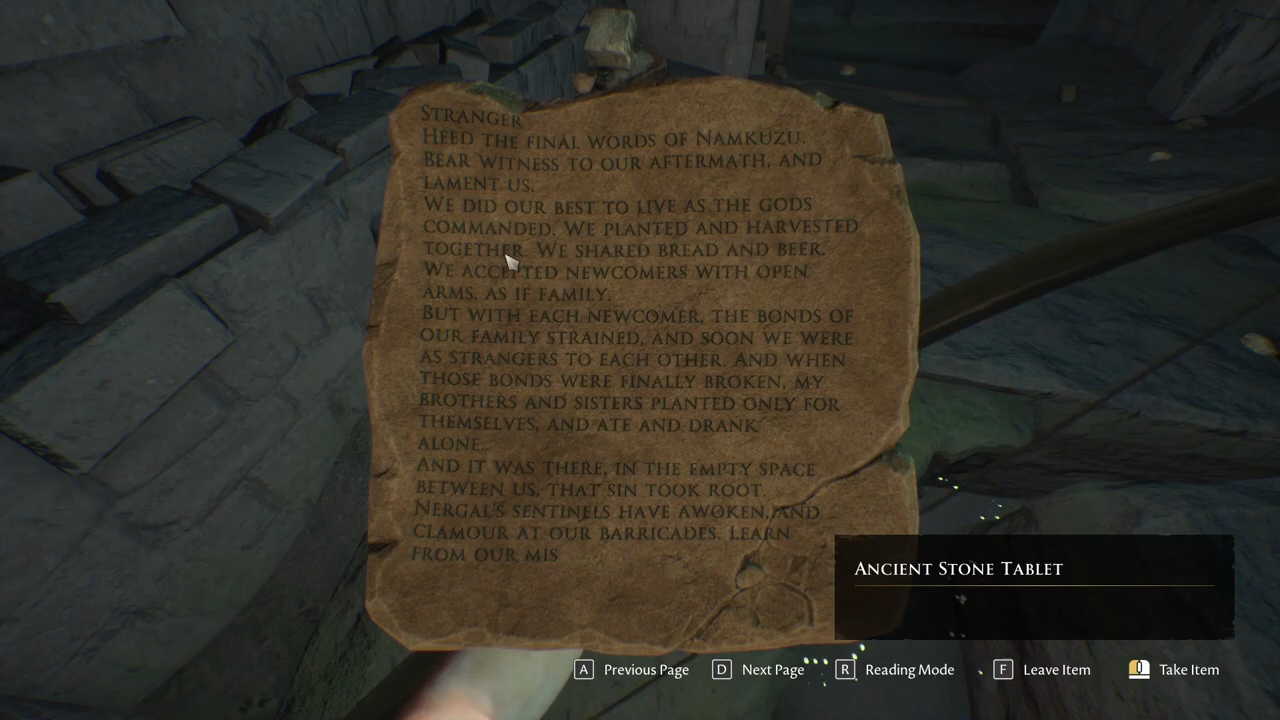 STRANGER
HEED THE FINAL WORDS OF NAMKUZU.
BEAR WITNESS TO OUR AFTERMATH, AND
LAMENT US.
WE DID OUR BEST TO LIVE AS THE GODS
COMMANDED. WE PLANTED AND HARVESTED
TOGETHER. WE SHARED BREAD AND BEER.
WE ACCEPTED NEWCOMERS WITH OPEN
ARMS, AS IF FAMILY.
BUT WITH EACH NEWCOMER, THE BONDS OF
OUR FAMILY STRAINED, AND SOON WE WERE
AS STRANGERS TO EACH OTHER. AND WHEN
THOSE BONDS WERE FINALLY BROKEN, MY
BROTHERS AND SISTERS PLANTED ONLY FOR
THEMSELVES, AND ATE AND DRANK
ALONE.
AND IT WAS THERE, IN THE EMPTY SPACE
BETWEEN US, THAT SIN TOOK ROOT.
NERGAL'S SENTINELS HAVE AWOKEN, AND
CLAMOUR AT OUR BARRICADES. LEARN
FROM OUR MIS
ANCIENT STONE TABLET
A Previous Page D Next Page R Reading Mode F Leave Item Take Item